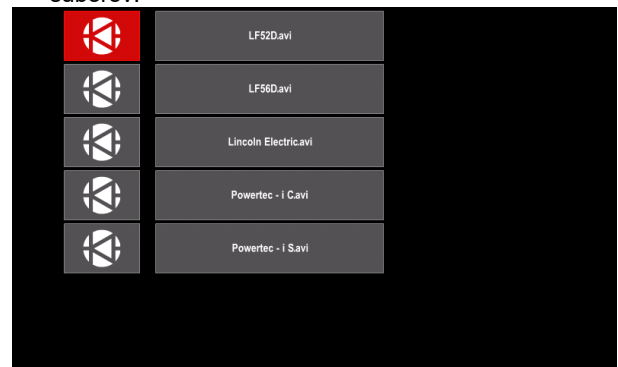 LF52D.avi
LF56D.avi
Lincoln Electric.avi
Powertec - i C.avi
Powertec - i S.avi